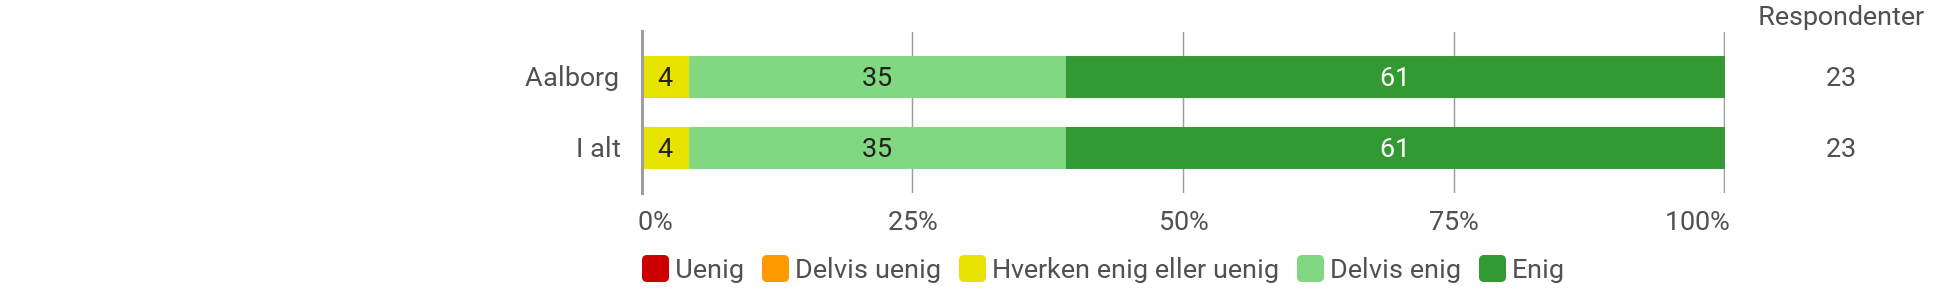 Respondenter
Aalborg 4 35 61 23
I alt 4 35 61 23
0% 25% 50% 75% 100%
Uenig Delvis uenig Hverken enig eller uenig Delvis enig Enig